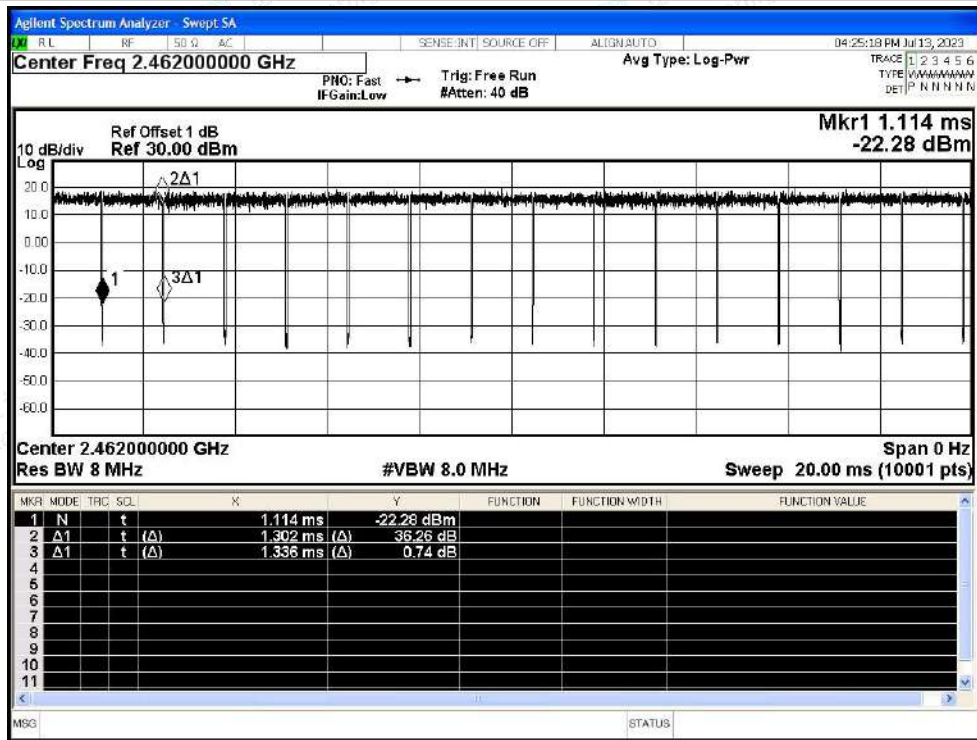 Agilent Spectrum Analyzer - Swept SA
LXI RL RF 50 Ω AC SENSE:INT SOURCE OFF ALIGNAUTO 04:25:18 PM Jul 13, 2023
Center Freq 2.462000000 GHz Avg Type: Log-Pwr TRACE 1 2 3 4 5 6
PNO: Fast Trig: Free Run TYPE WWWWWWW
IFGain:Low #Atten: 40 dB DET P N N N N N
Mkr1 1.114 ms
Ref Offset 1 dB
10 dB/div Ref 30.00 dBm -22.28 dBm
Log
20.0
2Δ1
10.0
0.00
-10.0
1 3Δ1
-20.0
-30.0
-40.0
-50.0
-60.0
Center 2.462000000 GHz Span 0 Hz
Res BW 8 MHz #VBW 8.0 MHz Sweep 20.00 ms (10001 pts)
MKR MODE TRC SCL X Y FUNCTION FUNCTION WIDTH FUNCTION VALUE
1 N t 1.114 ms -22.28 dBm
2 Δ1 t (Δ) 1.302 ms (Δ) 36.26 dB
3 Δ1 t (Δ) 1.336 ms (Δ) 0.74 dB
4
5
6
7
8
9
10
11
MSG STATUS